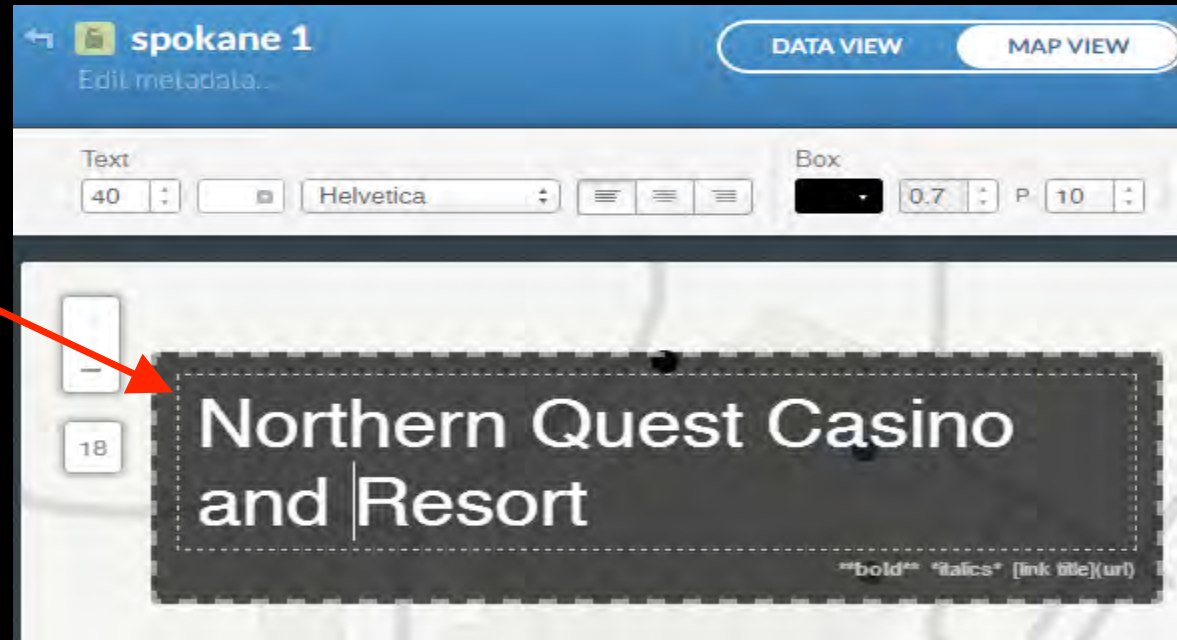 spokane 1
Edit metadata...
DATA VIEW MAP VIEW
Text Box
40 Helvetica 0.7 P 10
18
Northern Quest Casino
and Resort
**bold** *italics* [link title](url)